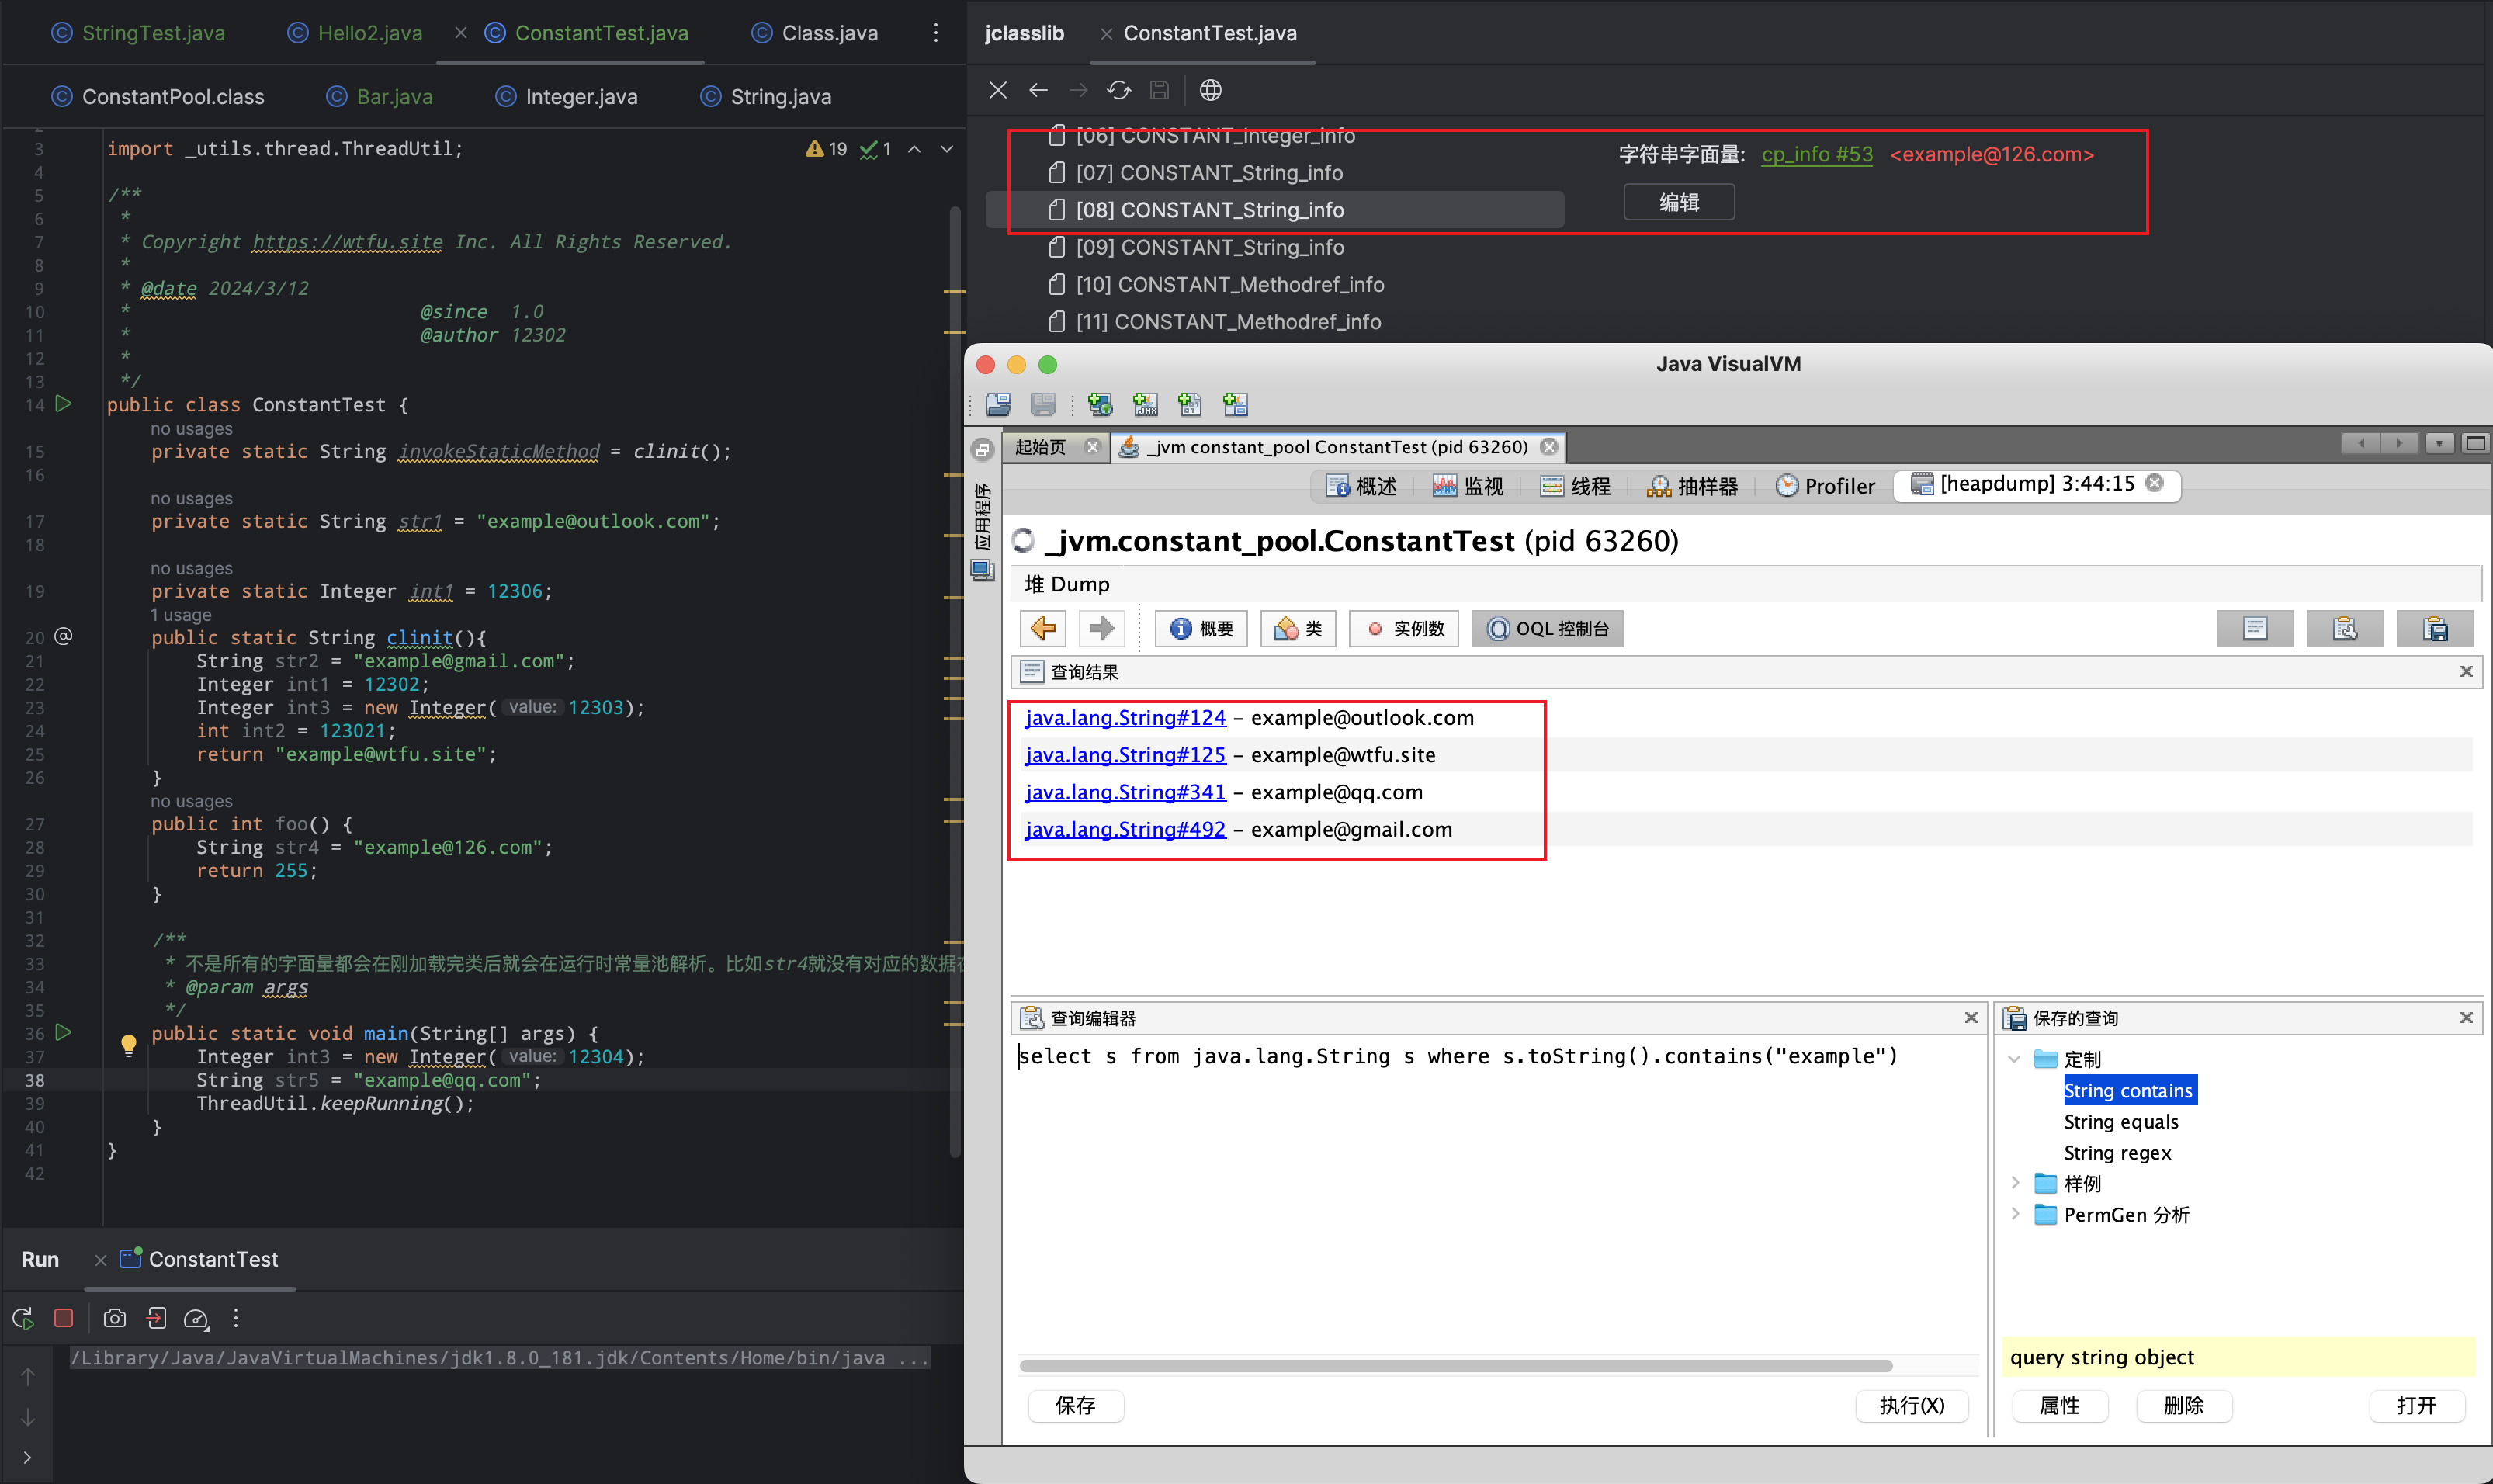 StringTest.java Hello2.java ConstantTest.java Class.java
ConstantPool.class Bar.java Integer.java String.java
2
3 import _utils.thread.ThreadUtil; 19 1
4
5 /**
6 *
7 * Copyright https://wtfu.site Inc. All Rights Reserved.
8 *
9 * @date 2024/3/12
10 * @since 1.0
11 * @author 12302
12 *
13 */
14 public class ConstantTest {
no usages
15 private static String invokeStaticMethod = clinit();
16
no usages
17 private static String str1 = "example@outlook.com";
18
no usages
19 private static Integer int1 = 12306;
1 usage
20 @ public static String clinit(){
21 String str2 = "example@gmail.com";
22 Integer int1 = 12302;
23 Integer int3 = new Integer( value: 12303);
24 int int2 = 123021;
25 return "example@wtfu.site";
26 }
no usages
27 public int foo() {
28 String str4 = "example@126.com";
29 return 255;
30 }
31
32 /**
33 * 不是所有的字面量都会在刚加载完类后就会在运行时常量池解析。比如str4就没有对应的数据在
34 * @param args
35 */
36 public static void main(String[] args) {
37 Integer int3 = new Integer( value: 12304);
38 String str5 = "example@qq.com";
39 ThreadUtil.keepRunning();
40 }
41 }
42
Run ConstantTest
/Library/Java/JavaVirtualMachines/jdk1.8.0_181.jdk/Contents/Home/bin/java ...
jclasslib ConstantTest.java
[06] CONSTANT_Integer_info
[07] CONSTANT_String_info
[08] CONSTANT_String_info
[09] CONSTANT_String_info
[10] CONSTANT_Methodref_info
[11] CONSTANT_Methodref_info
字符串字面量: cp_info #53 <example@126.com>
编辑
Java VisualVM
起始页 _jvm constant_pool ConstantTest (pid 63260)
应用程序
概述 监视 线程 抽样器 Profiler [heapdump] 3:44:15
_jvm.constant_pool.ConstantTest (pid 63260)
堆 Dump
概要 类 实例数 OQL 控制台
查询结果
java.lang.String#124 – example@outlook.com
java.lang.String#125 – example@wtfu.site
java.lang.String#341 – example@qq.com
java.lang.String#492 – example@gmail.com
查询编辑器
select s from java.lang.String s where s.toString().contains("example")
保存 执行(X)
保存的查询
定制
String contains
String equals
String regex
样例
PermGen 分析
query string object
属性 删除 打开